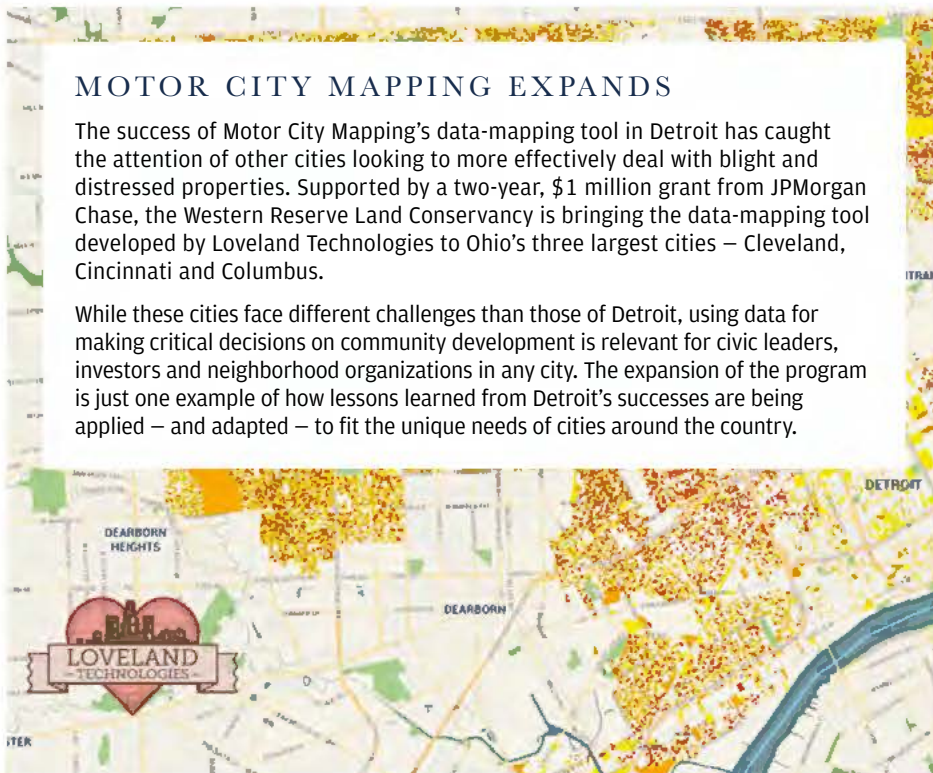 MOTOR CITY MAPPING EXPANDS
The success of Motor City Mapping’s data-mapping tool in Detroit has caught
the attention of other cities looking to more effectively deal with blight and
distressed properties. Supported by a two-year, $1 million grant from JPMorgan
Chase, the Western Reserve Land Conservancy is bringing the data-mapping tool
developed by Loveland Technologies to Ohio’s three largest cities – Cleveland,
Cincinnati and Columbus.
While these cities face different challenges than those of Detroit, using data for
making critical decisions on community development is relevant for civic leaders,
investors and neighborhood organizations in any city. The expansion of the program
is just one example of how lessons learned from Detroit’s successes are being
applied – and adapted – to fit the unique needs of cities around the country.
DETROIT
DEARBORN
HEIGHTS
DEARBORN
LOVELAND
-TECHNOLOGIES-